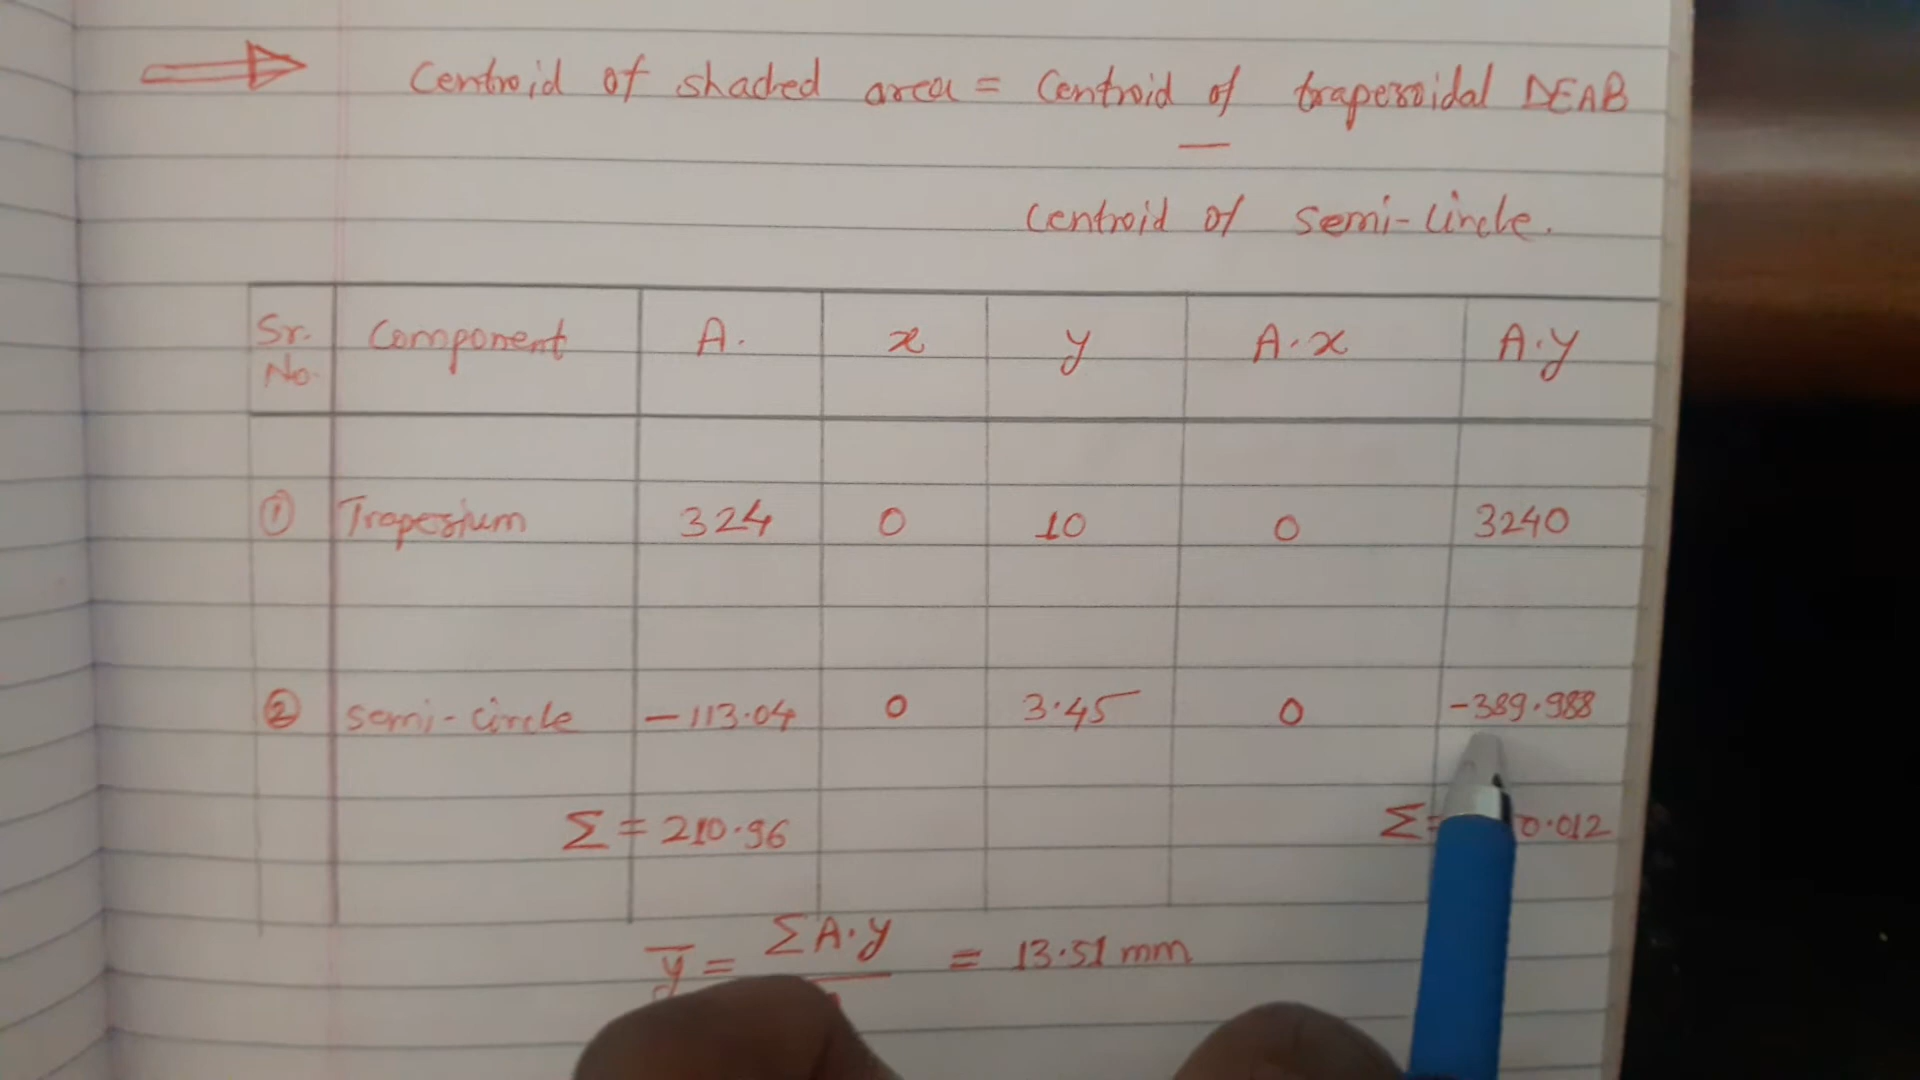 Centroid of shaded area = Centroid of trapezoidal DEAB
—
Centroid of semi-circle.
Sr. No. Component A. x y A·x A·y
① Trapezium 324 0 10 0 3240
② semi-circle -113.04 0 3.45 0 -389.988
Σ = 210.96 Σ= 0.012
ȳ = ΣA·y = 13.51 mm